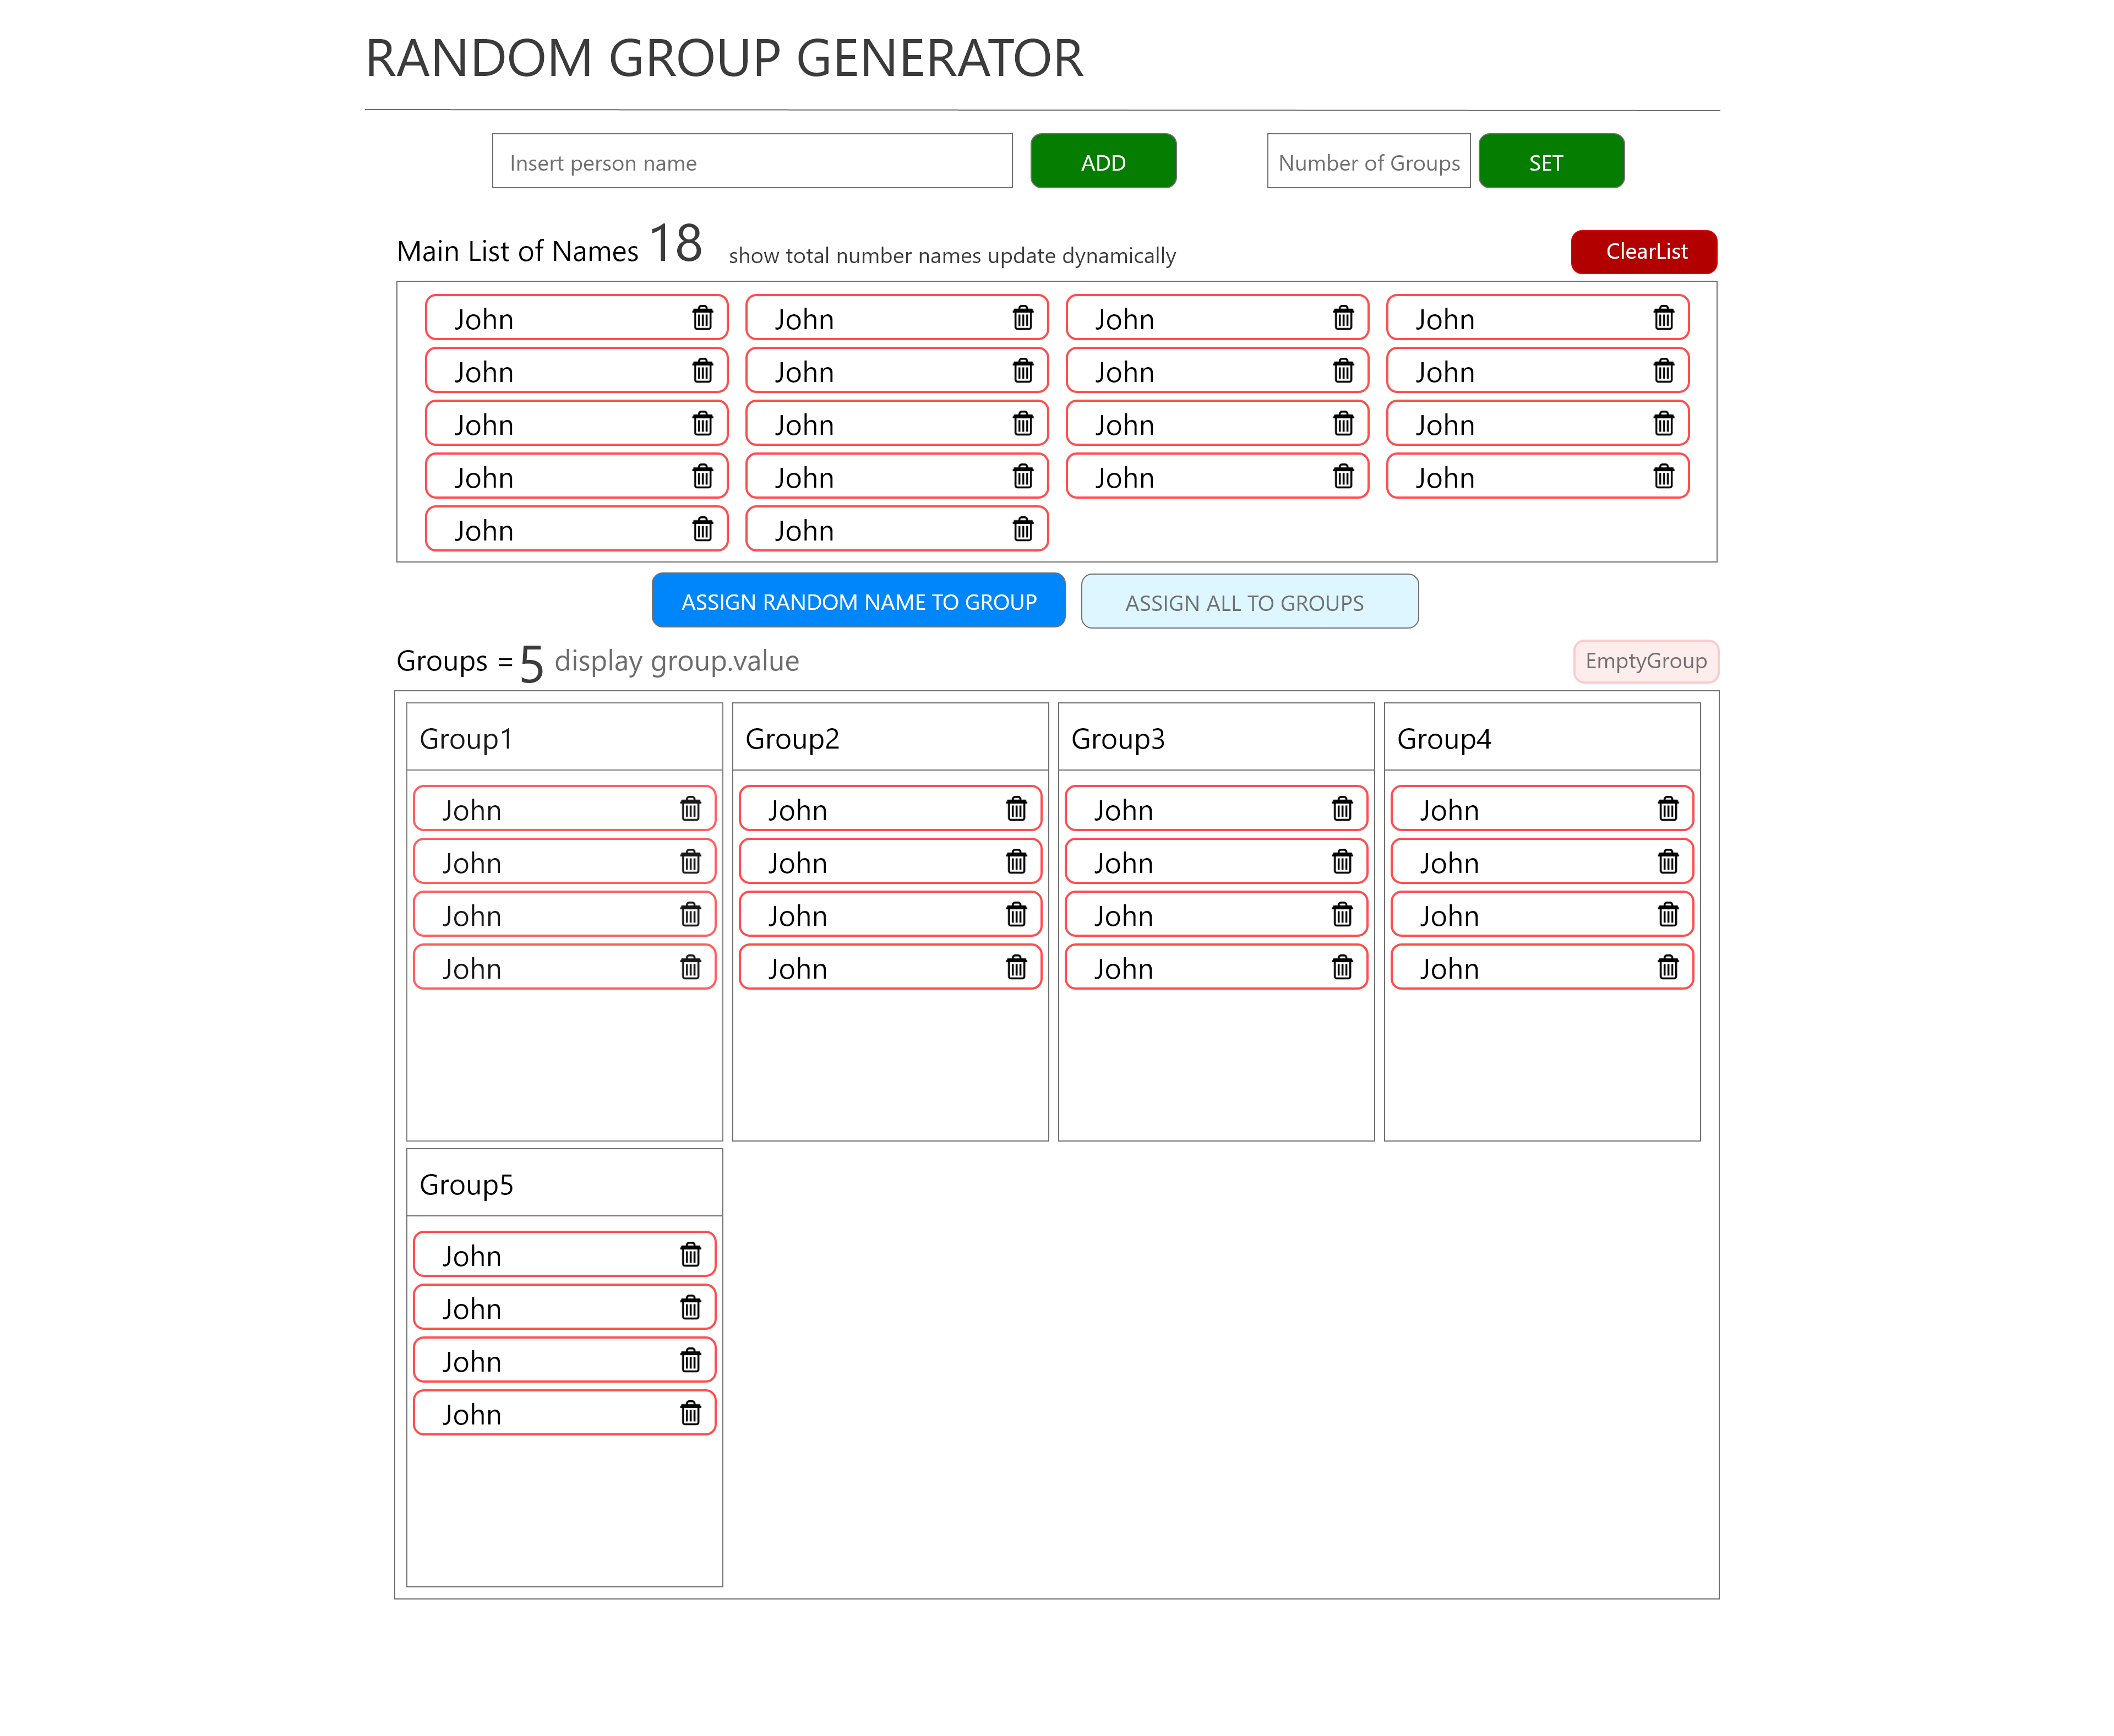 RANDOM GROUP GENERATOR
Insert person name ADD Number of Groups SET
Main List of Names 18 show total number names update dynamically ClearList
John John John John
John John John John
John John John John
John John John John
John John
ASSIGN RANDOM NAME TO GROUP ASSIGN ALL TO GROUPS
Groups = 5 display group.value EmptyGroup
Group1 Group2 Group3 Group4
John John John John
John John John John
John John John John
John John John John
Group5
John
John
John
John